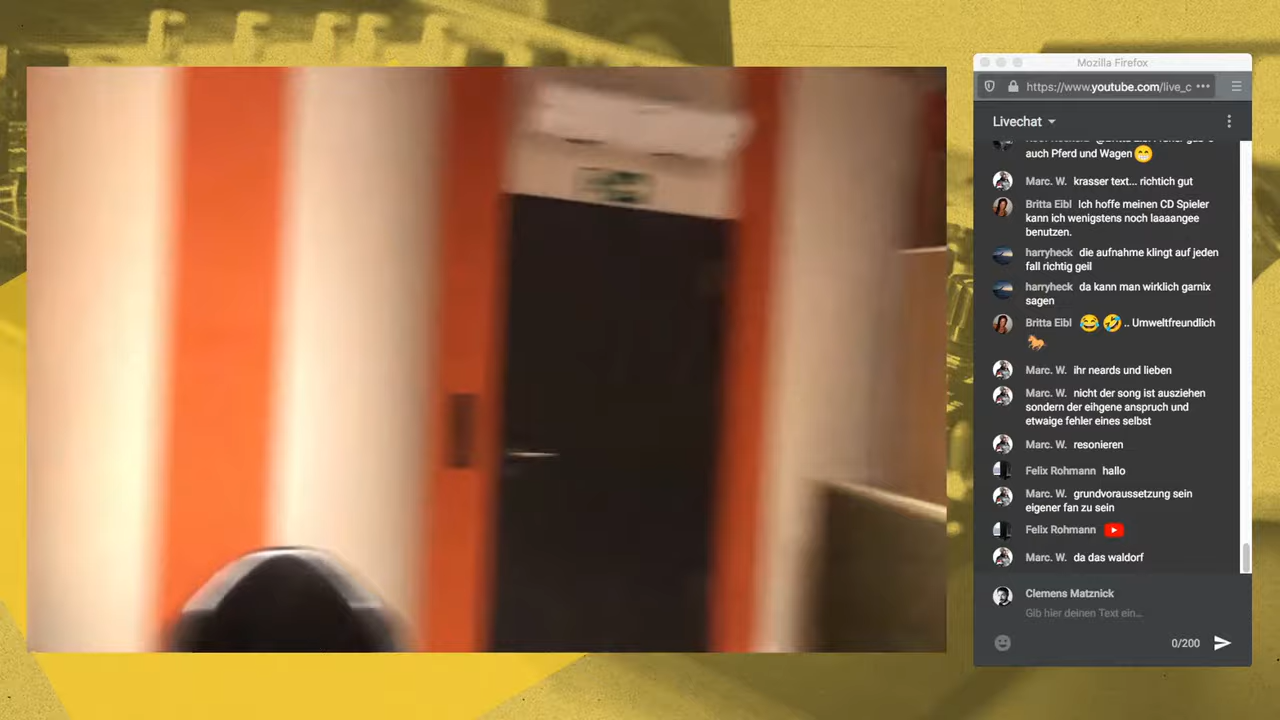 Mozilla Firefox
https://www.youtube.com/live_c
Livechat
auch Pferd und Wagen
Marc. W. krasser text... richtich gut
Britta Eibl Ich hoffe meinen CD Spieler
kann ich wenigstens noch laaaangee
benutzen.
harryheck die aufnahme klingt auf jeden
fall richtig geil
harryheck da kann man wirklich garnix
sagen
Britta Eibl 😂 🤣 .. Umweltfreundlich
🐎
Marc. W. ihr neards und lieben
Marc. W. nicht der song ist ausziehen
sondern der eihgene anspruch und
etwaige fehler eines selbst
Marc. W. resonieren
Felix Rohmann hallo
Marc. W. grundvoraussetzung sein
eigener fan zu sein
Felix Rohmann
Marc. W. da das waldorf
Clemens Matznick
Gib hier deinen Text ein...
0/200